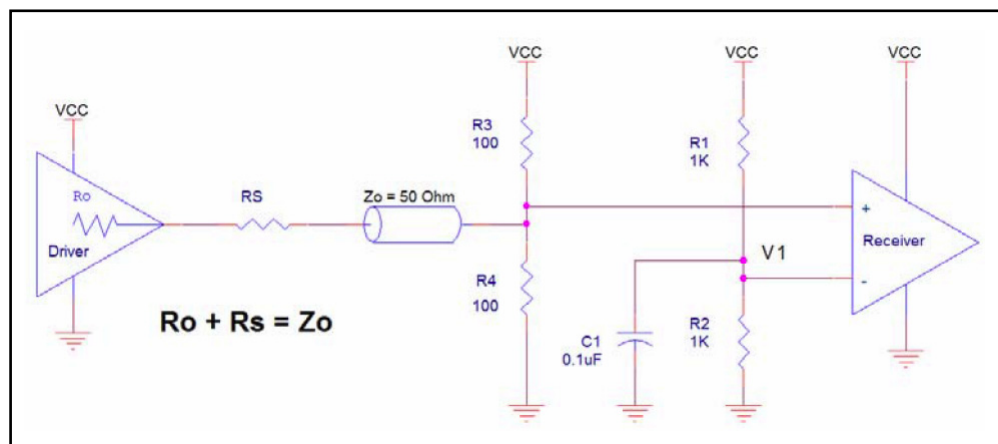 VCC
VCC
VCC
VCC
R3
100
R1
1K
Ro
RS
Zo = 50 Ohm
Driver
+
Receiver
V1
-
R4
100
Ro + Rs = Zo
C1
0.1uF
R2
1K